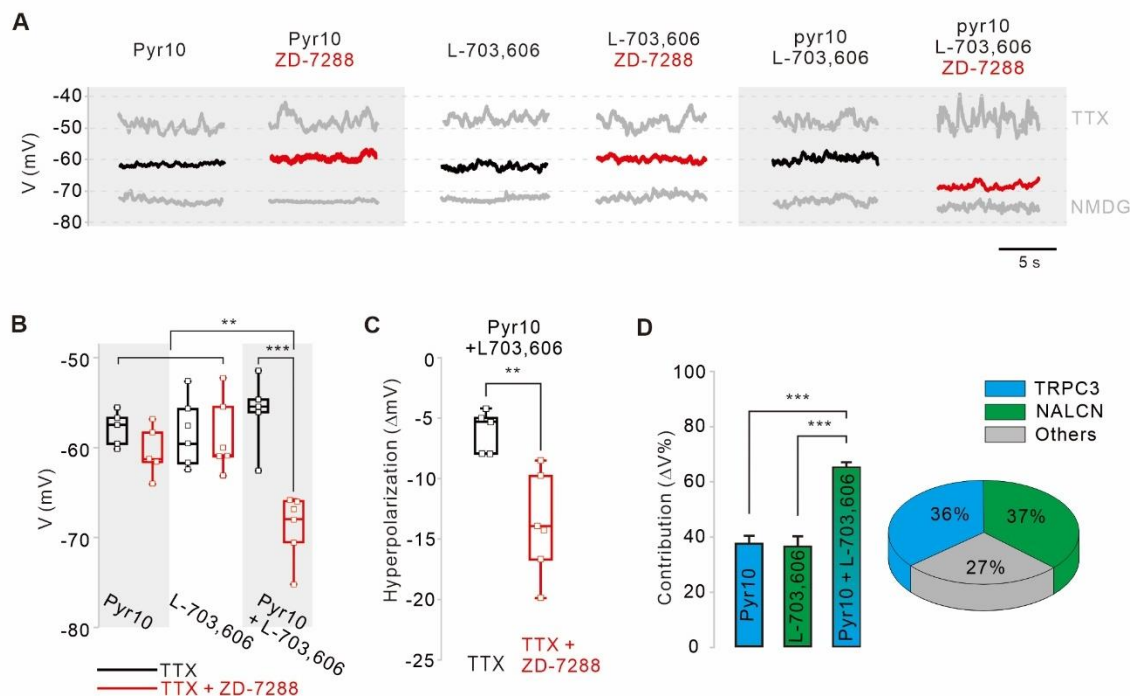 A
Pyr10
Pyr10
ZD-7288
L-703,606
L-703,606
ZD-7288
pyr10
L-703,606
pyr10
L-703,606
ZD-7288
V (mV)
-40
-50
-60
-70
-80
TTX
NMDG
5 s
B
V (mV)
-50
-60
-70
-80
**
***
Pyr10
L-703,606
Pyr10
+ L-703,606
TTX
TTX + ZD-7288
C
Pyr10
+L703,606
Hyperpolarization (ΔmV)
0
-5
-10
-15
-20
-25
**
TTX
TTX +
ZD-7288
D
Contribution (ΔV%)
100
80
60
40
20
0
***
***
Pyr10
L-703,606
Pyr10 + L-703,606
TRPC3
NALCN
Others
36%
37%
27%